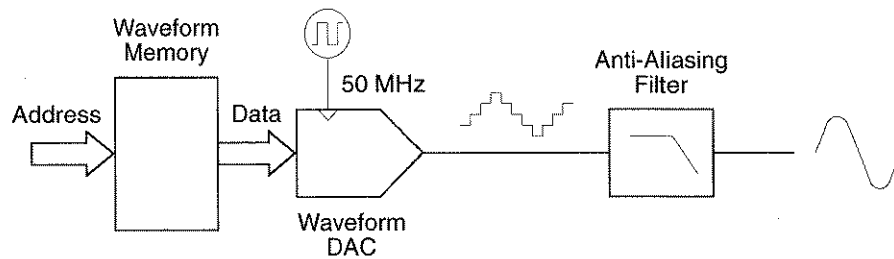 Waveform
Memory
Address
Data
50 MHz
Waveform
DAC
Anti-Aliasing
Filter